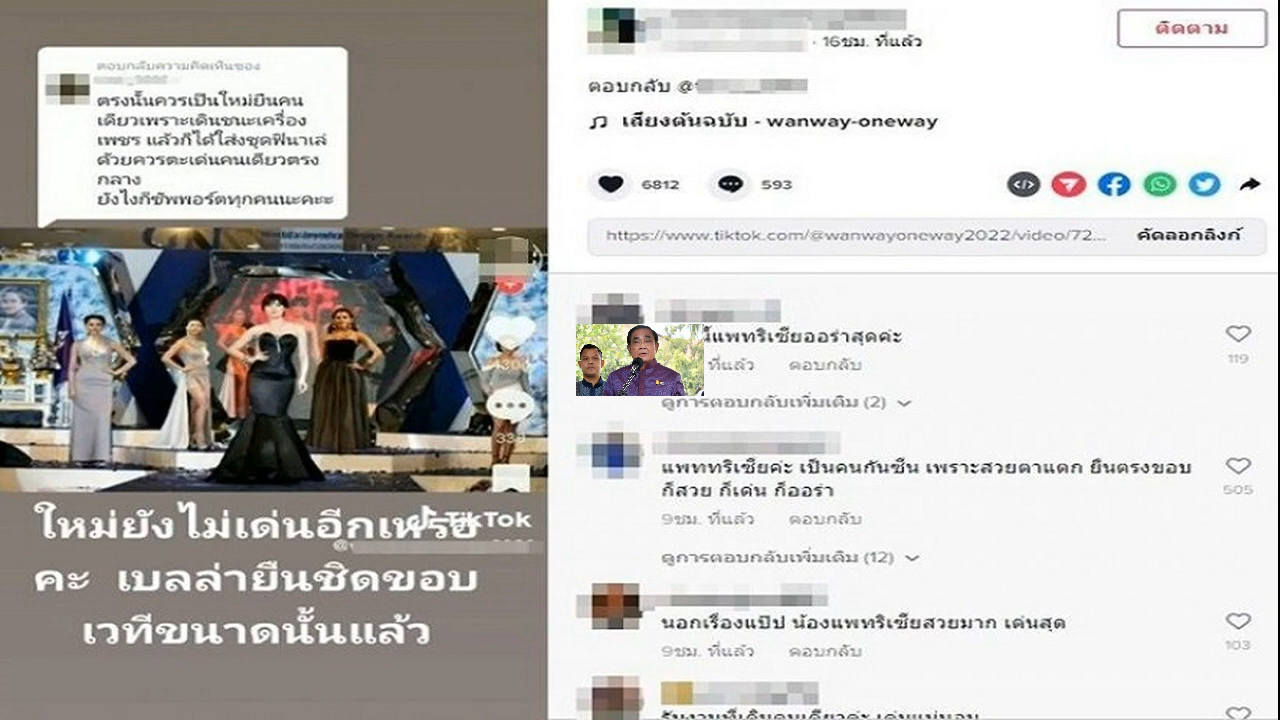 ตอบกลับความคิดเห็นของ
ตรงนั้นควรเป็นใหม่ยืนคน
เดียวเพราะเดินชนะเครื่อง
เพชร แล้วก็ได้ใส่งชุดฟินาเล่
ด้วยควรตะเด่นคนเดียวตรง
กลาง
ยังไงก็ซัพพอร์ตทุกคนนะคะะ
ใหม่ยังไม่เด่นอีกเหรอ
คะ เบลล่ายืนชิดขอบ
เวทีขนาดนั้นแล้ว
TikTok
· 16ชม. ที่แล้ว
ติดตาม
ตอบกลับ @
เสียงต้นฉบับ - wanway-oneway
6812
593
https://www.tiktok.com/@wanwayoneway2022/video/72...
คัดลอกลิงก์
แพทริเซียออร่าสุดค่ะ
119
ที่แล้ว ตอบกลับ
ดูการตอบกลับเพิ่มเติม (2)
แพททริเซียค่ะ เป็นคนกันซีน เพราะสวยตาแตก ยืนตรงขอบ
ก็สวย ก็เด่น ก็ออร่า
505
9ชม. ที่แล้ว ตอบกลับ
ดูการตอบกลับเพิ่มเติม (12)
นอกเรื่องแป๊ป น้องแพทริเซียสวยมาก เด่นสุด
103
9ชม. ที่แล้ว ตอบกลับ